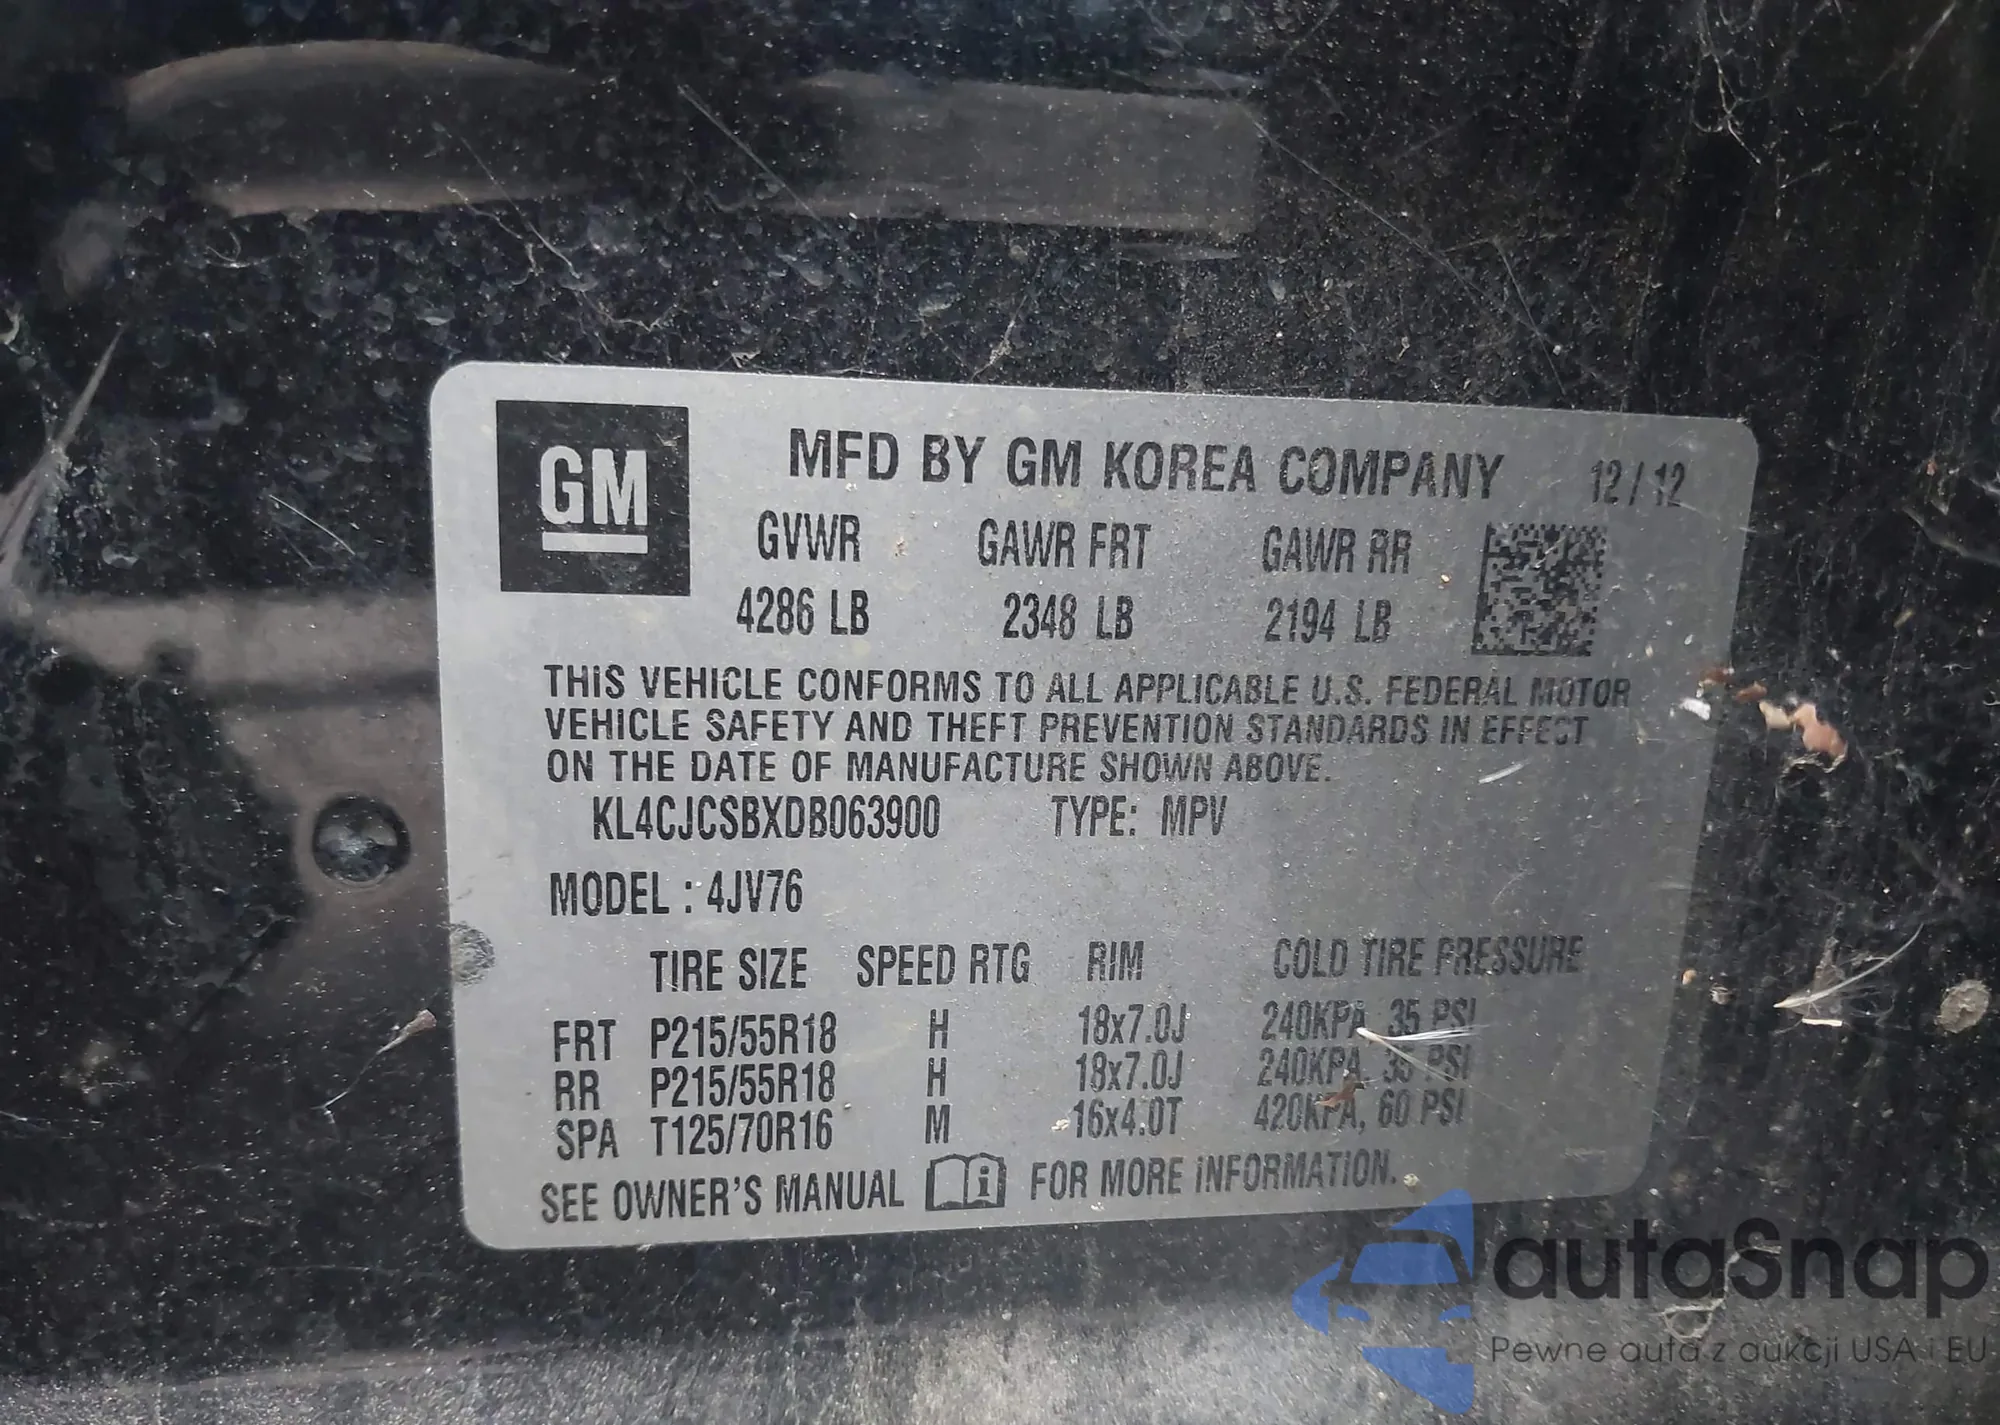 GM
MFD BY GM KOREA COMPANY 12/12
GVWR GAWR FRT GAWR RR
4286 LB 2348 LB 2194 LB
THIS VEHICLE CONFORMS TO ALL APPLICABLE U.S. FEDERAL MOTOR
VEHICLE SAFETY AND THEFT PREVENTION STANDARDS IN EFFECT
ON THE DATE OF MANUFACTURE SHOWN ABOVE.
KL4CJCSBXDB063900 TYPE: MPV
MODEL : 4JV76
TIRE SIZE SPEED RTG RIM COLD TIRE PRESSURE
FRT P215/55R18 H 18x7.0J 240KPA, 35 PSI
RR P215/55R18 H 18x7.0J 240KPA, 35 PSI
SPA T125/70R16 M 16x4.0T 420KPA, 60 PSI
SEE OWNER'S MANUAL i FOR MORE INFORMATION.
autaSnap
Pewne auta z aukcji USA i EU